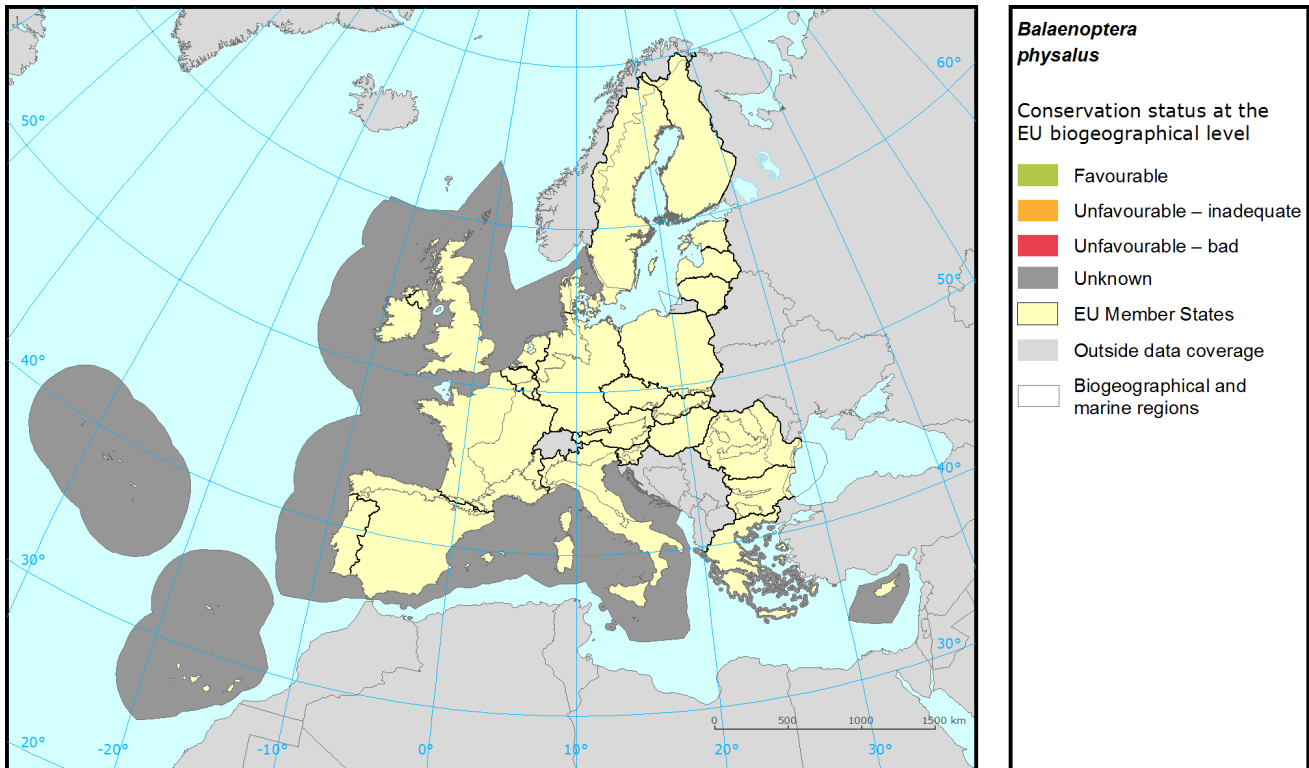 60°
50°
50°
40°
40°
30°
30°
20°
-20°
-10°
0°
10°
20°
30°
0 500 1000 1500 km
Balaenoptera
physalus
Conservation status at the
EU biogeographical level
Favourable
Unfavourable – inadequate
Unfavourable – bad
Unknown
EU Member States
Outside data coverage
Biogeographical and
marine regions